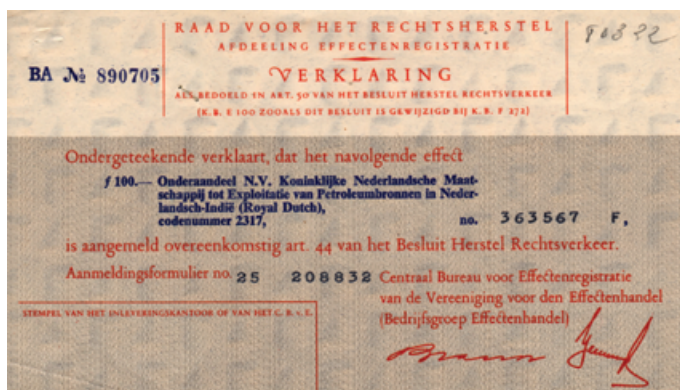 RAAD VOOR HET RECHTSHERSTEL
AFDEELING EFFECTENREGISTRATIE
BA № 890705
VERKLARING
ALS BEDOELD IN ART. 50 VAN HET BESLUIT HERSTEL RECHTSVERKEER
(K.B. E 100 ZOOALS DIT BESLUIT IS GEWIJZIGD BIJ K. B. F 272)
Ondergeteekende verklaart, dat het navolgende effect
f 100.— Onderaandeel N.V. Koninklijke Nederlandsche Maat-
schappij tot Exploitatie van Petroleumbronnen in Neder-
landsch-Indië (Royal Dutch),
codenummer 2317, no. 363567 F,
is aangemeld overeenkomstig art. 44 van het Besluit Herstel Rechtsverkeer.
Aanmeldingsformulier no. 25 208832
Centraal Bureau voor Effectenregistratie
van de Vereeniging voor den Effectenhandel
(Bedrijfsgroep Effectenhandel)
STEMPEL VAN HET INLEVERINGSKANTOOR OF VAN HET C. B. v. E.